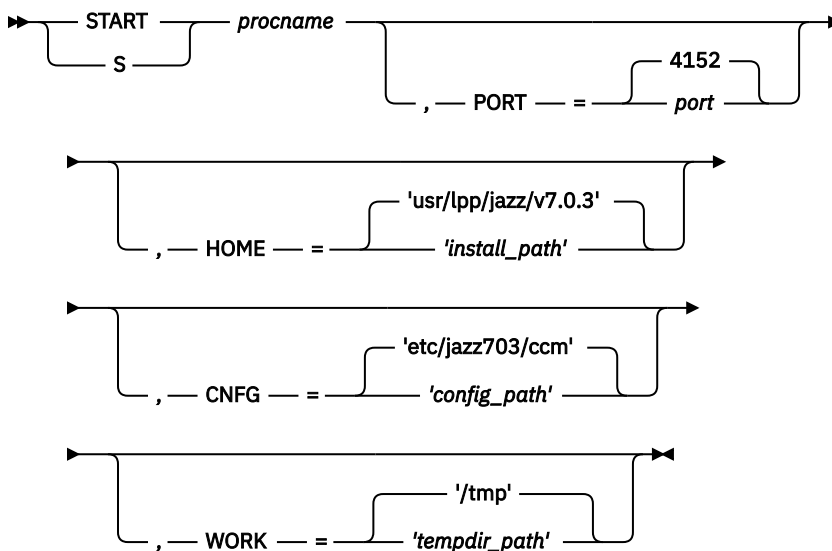 START procname
S
4152
, PORT = port
'usr/lpp/jazz/v7.0.3'
, HOME = 'install_path'
'etc/jazz703/ccm'
, CNFG = 'config_path'
'/tmp'
, WORK = 'tempdir_path'